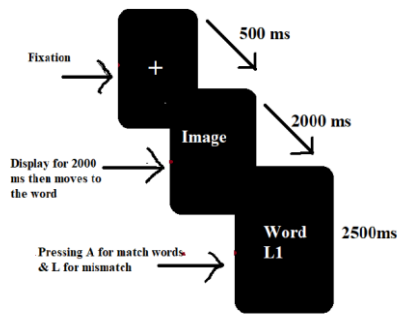 500 ms
Fixation
+
2000 ms
Image
Display for 2000
ms then moves to
the word
Word
L1
2500ms
Pressing A for match words
& L for mismatch